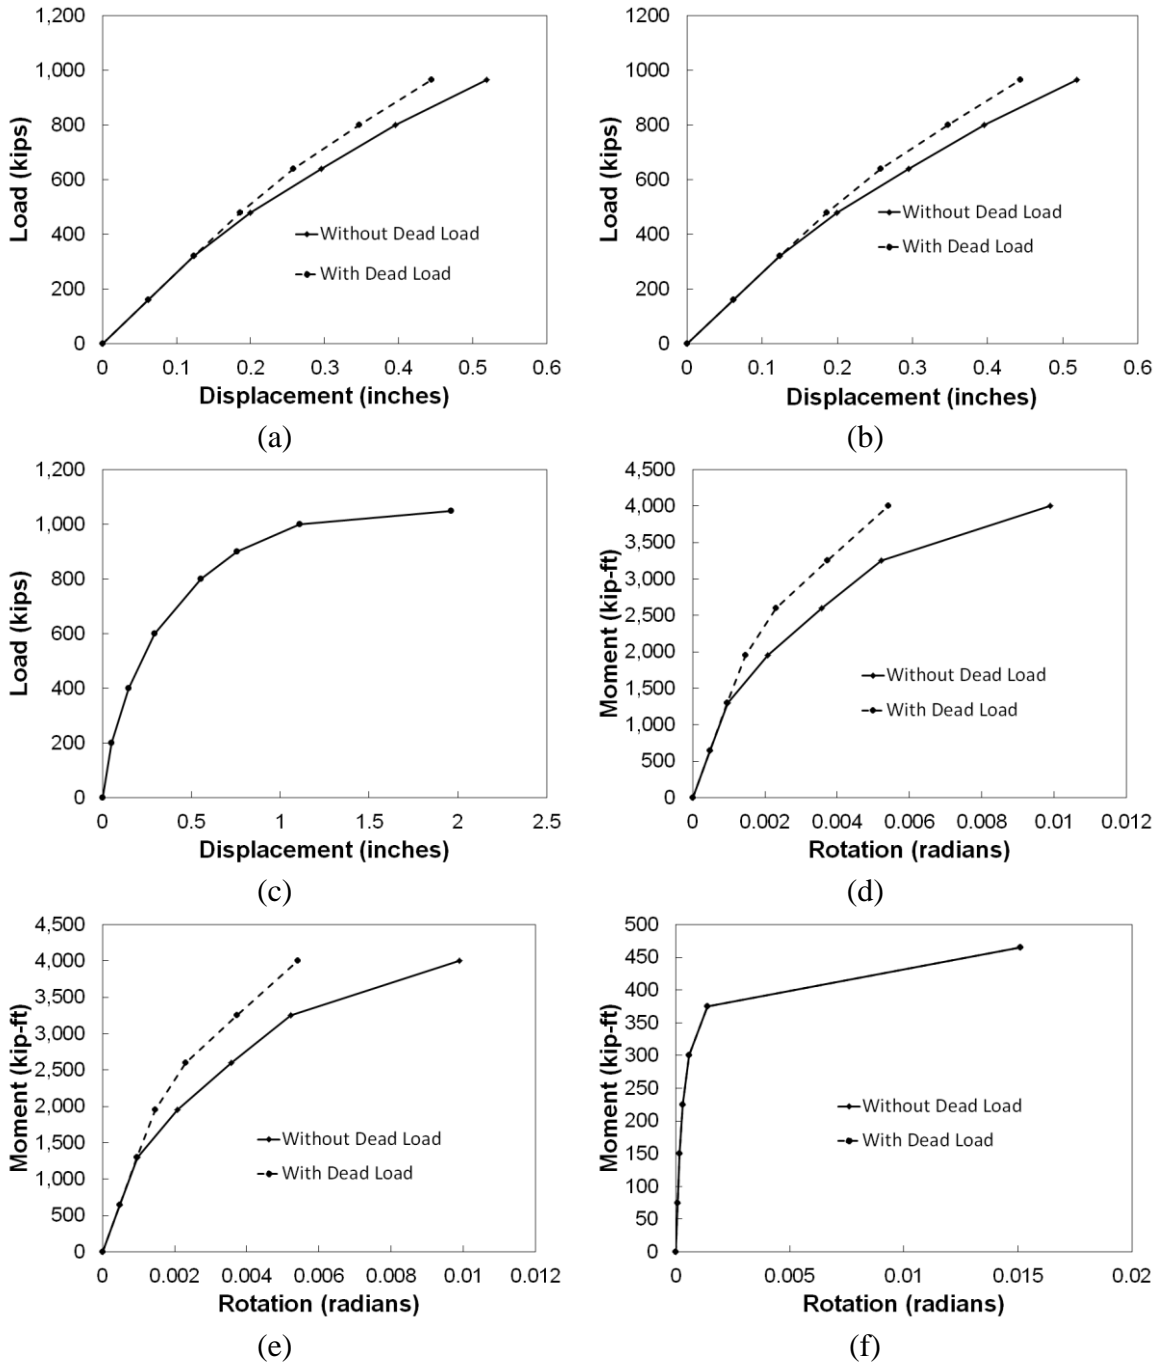 1,200
1,000
800
600
400
200
0
Load (kips)
Without Dead Load
With Dead Load
0 0.1 0.2 0.3 0.4 0.5 0.6
Displacement (inches)
(a)
1200
1000
800
600
400
200
0
Load (kips)
Without Dead Load
With Dead Load
0 0.1 0.2 0.3 0.4 0.5 0.6
Displacement (inches)
(b)
1,200
1,000
800
600
400
200
0
Load (kips)
0 0.5 1 1.5 2 2.5
Displacement (inches)
(c)
4,500
4,000
3,500
3,000
2,500
2,000
1,500
1,000
500
0
Moment (kip-ft)
Without Dead Load
With Dead Load
0 0.002 0.004 0.006 0.008 0.01 0.012
Rotation (radians)
(d)
4,500
4,000
3,500
3,000
2,500
2,000
1,500
1,000
500
0
Moment (kip-ft)
Without Dead Load
With Dead Load
0 0.002 0.004 0.006 0.008 0.01 0.012
Rotation (radians)
(e)
500
450
400
350
300
250
200
150
100
50
0
Moment (kip-ft)
Without Dead Load
With Dead Load
0 0.005 0.01 0.015 0.02
Rotation (radians)
(f)